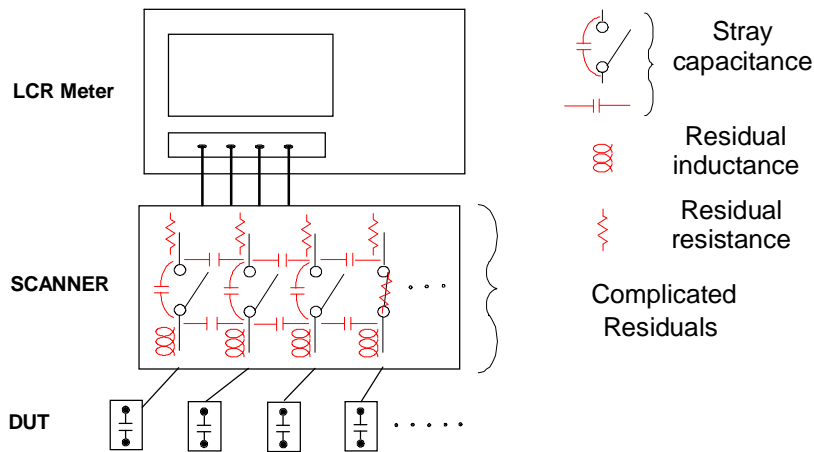 LCR Meter
SCANNER
DUT
Stray
capacitance
Residual
inductance
Residual
resistance
Complicated
Residuals